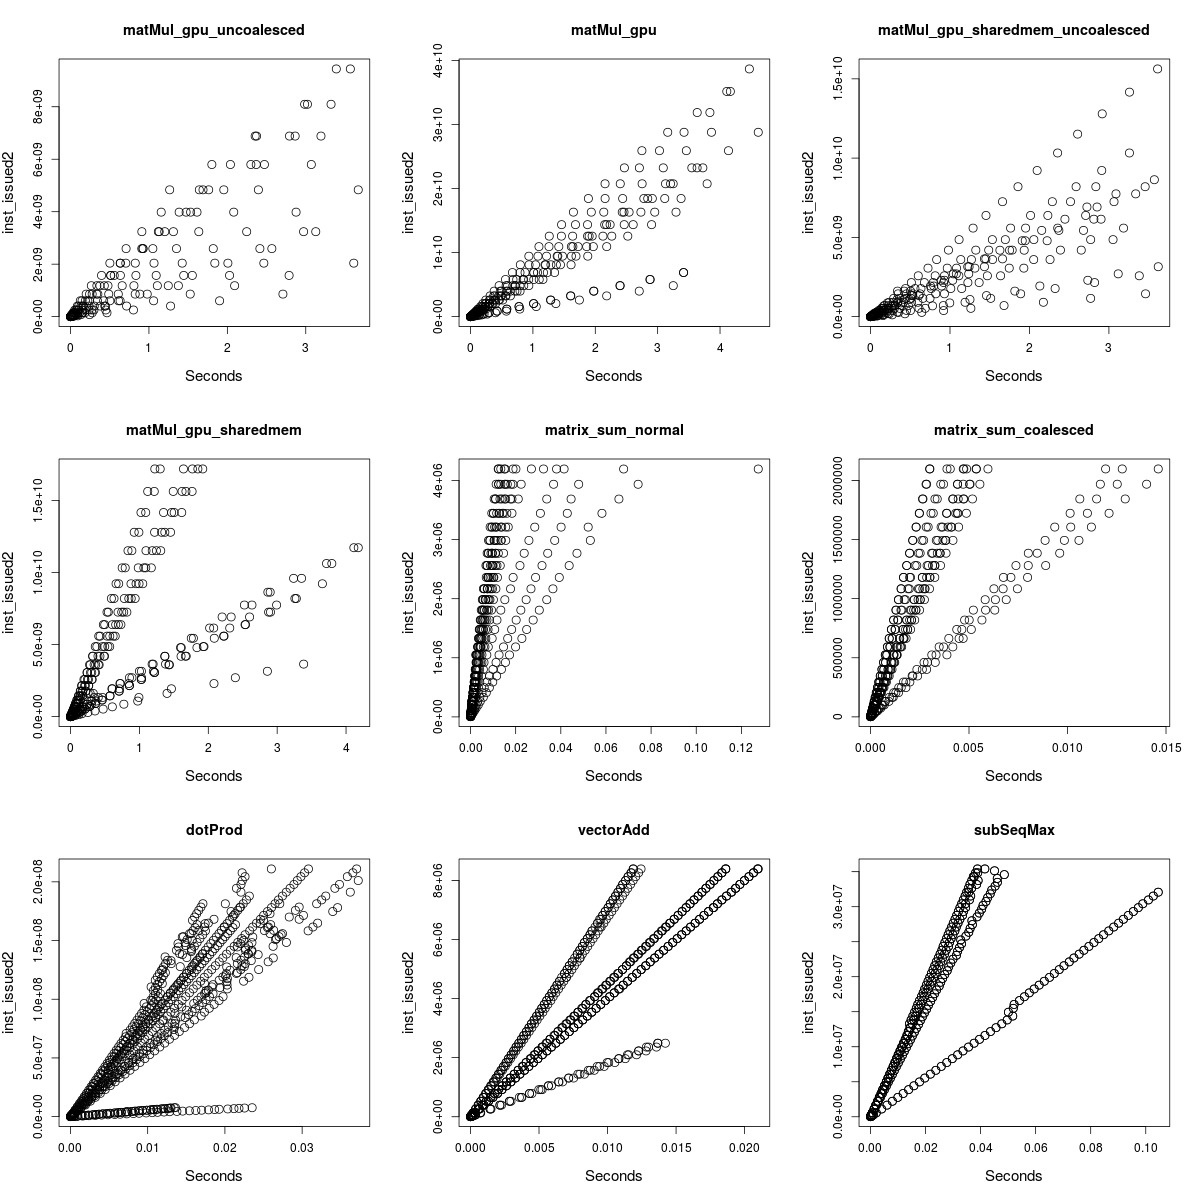 matMul_gpu_uncoalesced
inst_issued2
0e+00 2e+09 4e+09 6e+09 8e+09
0 1 2 3
Seconds
matMul_gpu
inst_issued2
0e+00 1e+10 2e+10 3e+10 4e+10
0 1 2 3 4
Seconds
matMul_gpu_sharedmem_uncoalesced
inst_issued2
0.0e+00 5.0e+09 1.0e+10 1.5e+10
0 1 2 3
Seconds
matMul_gpu_sharedmem
inst_issued2
0.0e+00 5.0e+09 1.0e+10 1.5e+10
0 1 2 3 4
Seconds
matrix_sum_normal
inst_issued2
0e+00 1e+06 2e+06 3e+06 4e+06
0.00 0.02 0.04 0.06 0.08 0.10 0.12
Seconds
matrix_sum_coalesced
inst_issued2
0 500000 1000000 1500000 2000000
0.000 0.005 0.010 0.015
Seconds
dotProd
inst_issued2
0.0e+00 5.0e+07 1.0e+08 1.5e+08 2.0e+08
0.00 0.01 0.02 0.03
Seconds
vectorAdd
inst_issued2
0e+00 2e+06 4e+06 6e+06 8e+06
0.000 0.005 0.010 0.015 0.020
Seconds
subSeqMax
inst_issued2
0.0e+00 1.0e+07 2.0e+07 3.0e+07
0.00 0.02 0.04 0.06 0.08 0.10
Seconds